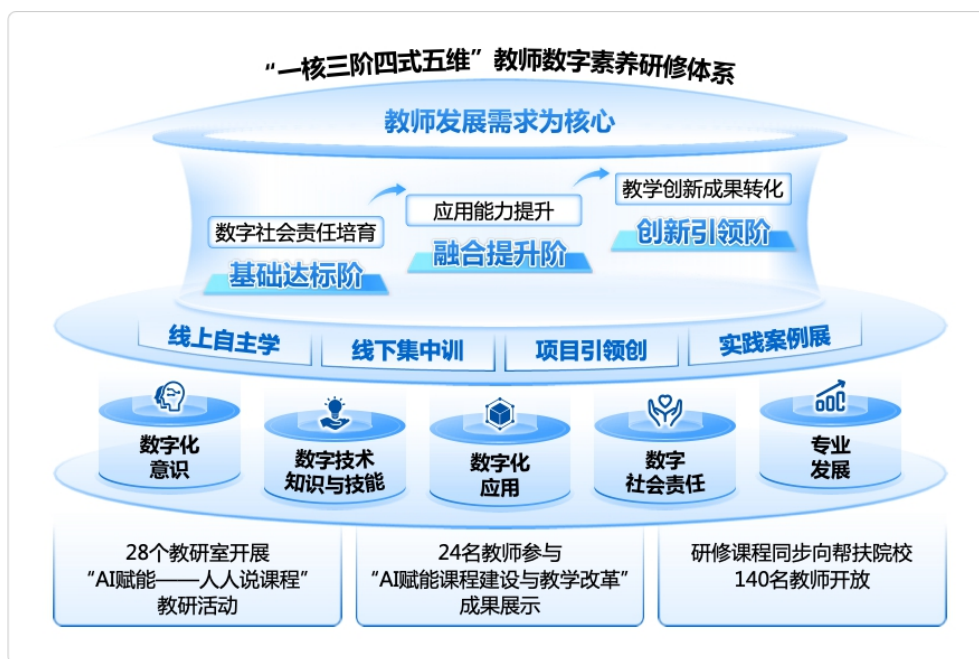 “一核三阶四式五维”教师数字素养研修体系
教师发展需求为核心
数字社会责任培育
基础达标阶
应用能力提升
融合提升阶
教学创新成果转化
创新引领阶
线上自主学
线下集中训
项目引领创
实践案例展
数字化
意识
数字技术
知识与技能
数字化
应用
数字
社会责任
专业
发展
28个教研室开展
“AI赋能——人人说课程”
教研活动
24名教师参与
“AI赋能课程建设与教学改革”
成果展示
研修课程同步向帮扶院校
140名教师开放